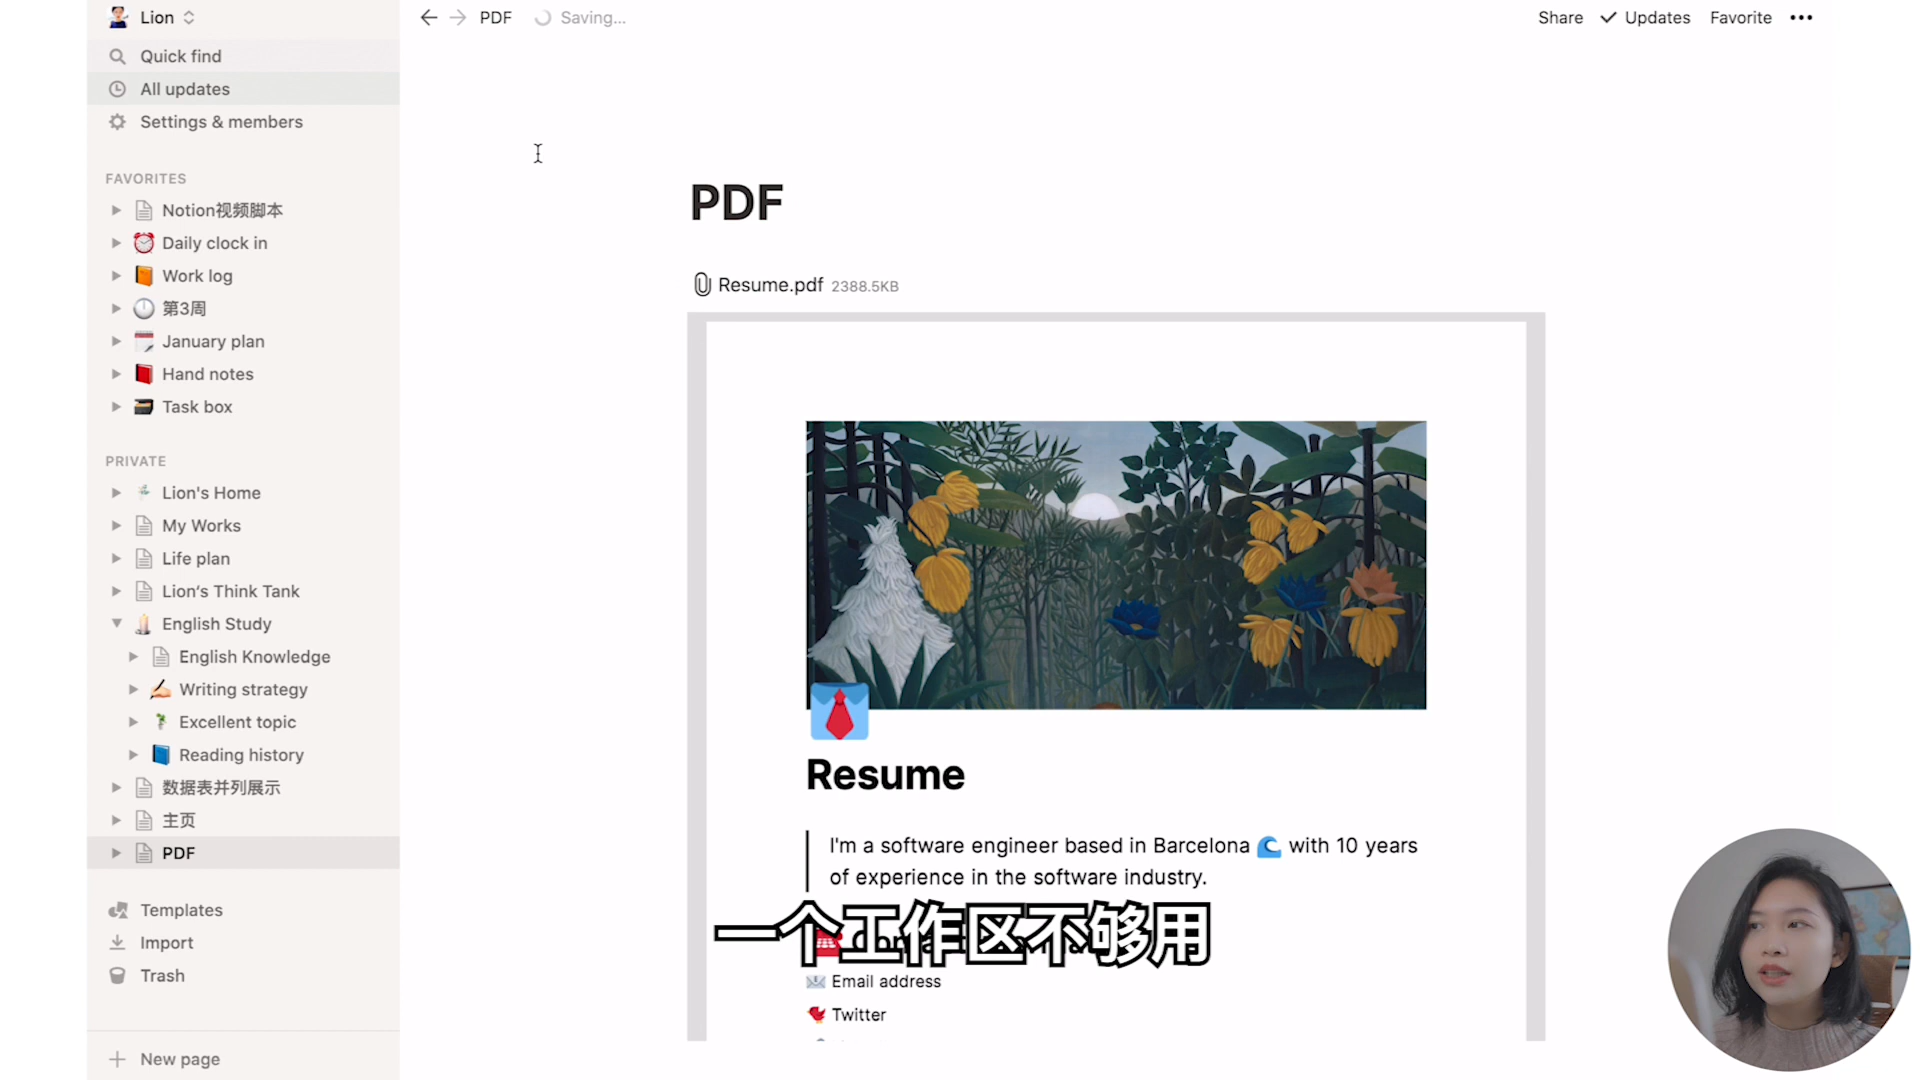 Lion
Quick find
All updates
Settings & members
FAVORITES
Notion视频脚本
Daily clock in
Work log
第3周
January plan
Hand notes
Task box
PRIVATE
Lion's Home
My Works
Life plan
Lion‘s Think Tank
English Study
English Knowledge
Writing strategy
Excellent topic
Reading history
数据表并列展示
主页
PDF
Templates
Import
Trash
New page
PDF
Saving...
Share
Updates
Favorite
PDF
Resume.pdf 2388.5KB
Resume
I'm a software engineer based in Barcelona 🌊 with 10 years
of experience in the software industry.
一个工作区不够用
Email address
Twitter